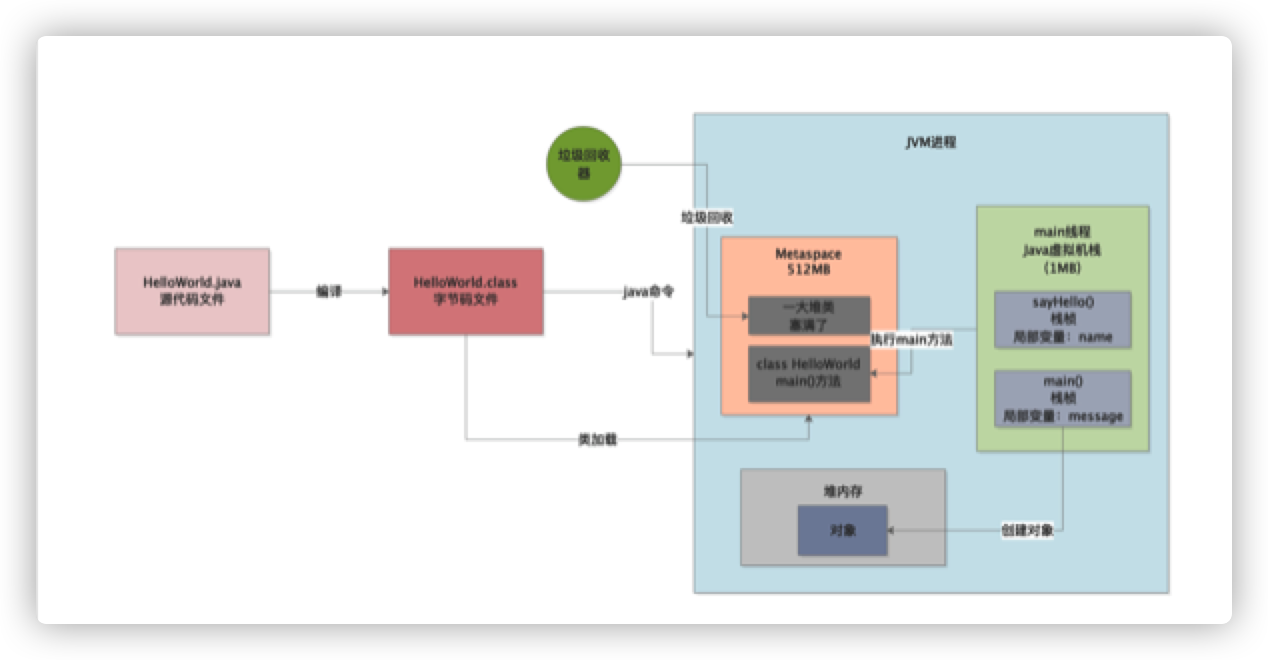 JVM进程
垃圾回收
器
垃圾回收
main线程
Java虚拟机栈
（1MB）
Metaspace
512MB
HelloWorld.java
源代码文件
编译
HelloWorld.class
字节码文件
java命令
一大堆类
塞满了
sayHello()
栈桢
局部变量：name
执行main方法
class HelloWorld
main()方法
main()
栈桢
局部变量：message
类加载
堆内存
对象
创建对象